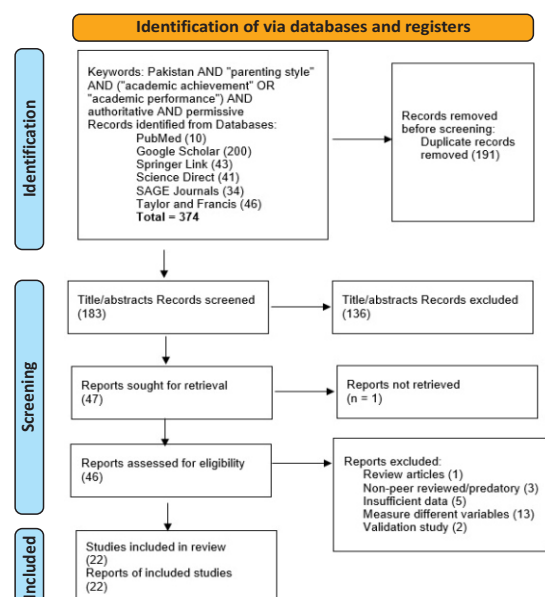 Identification of via databases and registers
Identification
Keywords: Pakistan AND "parenting style"
AND ("academic achievement" OR
"academic performance") AND
authoritative AND permissive
Records identified from Databases:
PubMed (10)
Google Scholar (200)
Springer Link (43)
Science Direct (41)
SAGE Journals (34)
Taylor and Francis (46)
Total = 374
Records removed
before screening:
Duplicate records
removed (191)
Screening
Title/abstracts Records screened
(183)
Title/abstracts Records excluded
(136)
Reports sought for retrieval
(47)
Reports not retrieved
(n = 1)
Reports assessed for eligibility
(46)
Reports excluded:
Review articles (1)
Non-peer reviewed/predatory (3)
Insufficient data (5)
Measure different variables (13)
Validation study (2)
Included
Studies included in review
(22)
Reports of included studies
(22)